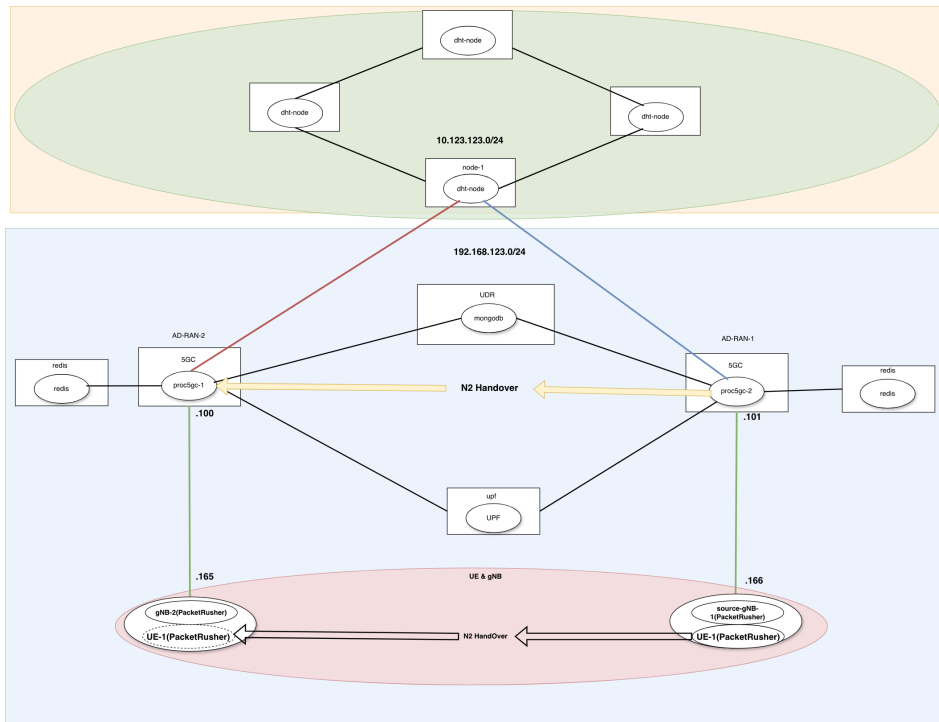 dht-node
dht-node
dht-node
10.123.123.0/24
node-1
dht-node
192.168.123.0/24
UDR
mongodb
AD-RAN-2
AD-RAN-1
redis
redis
5GC
proc5gc-1
N2 Handover
5GC
proc5gc-2
redis
redis
.100
.101
upf
UPF
.165
UE & gNB
.166
gNB-2(PacketRusher)
UE-1(PacketRusher)
N2 HandOver
source-gNB-
1(PacketRusher)
UE-1(PacketRusher)